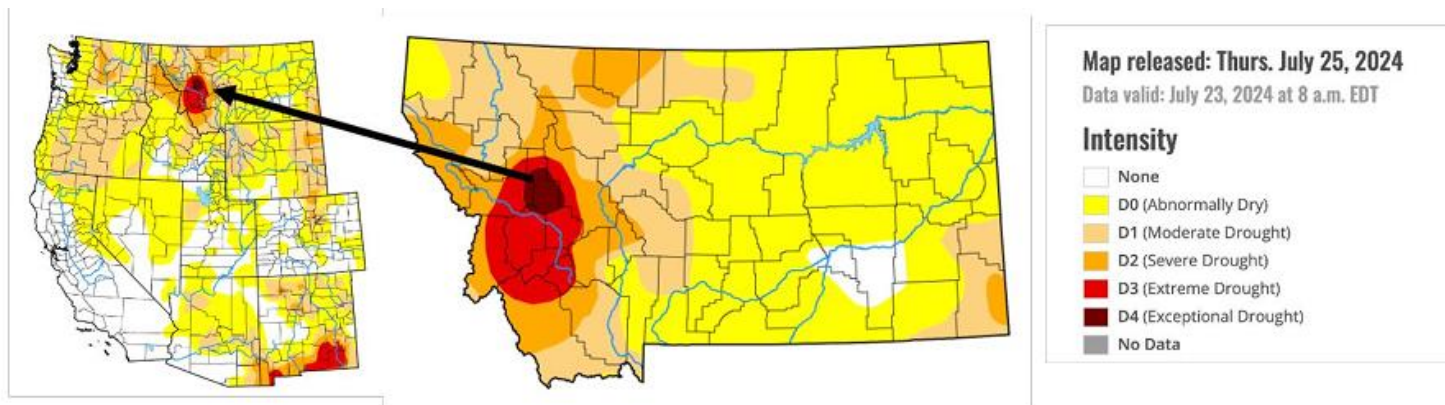 Map released: Thurs. July 25, 2024
Data valid: July 23, 2024 at 8 a.m. EDT
Intensity
None
D0 (Abnormally Dry)
D1 (Moderate Drought)
D2 (Severe Drought)
D3 (Extreme Drought)
D4 (Exceptional Drought)
No Data